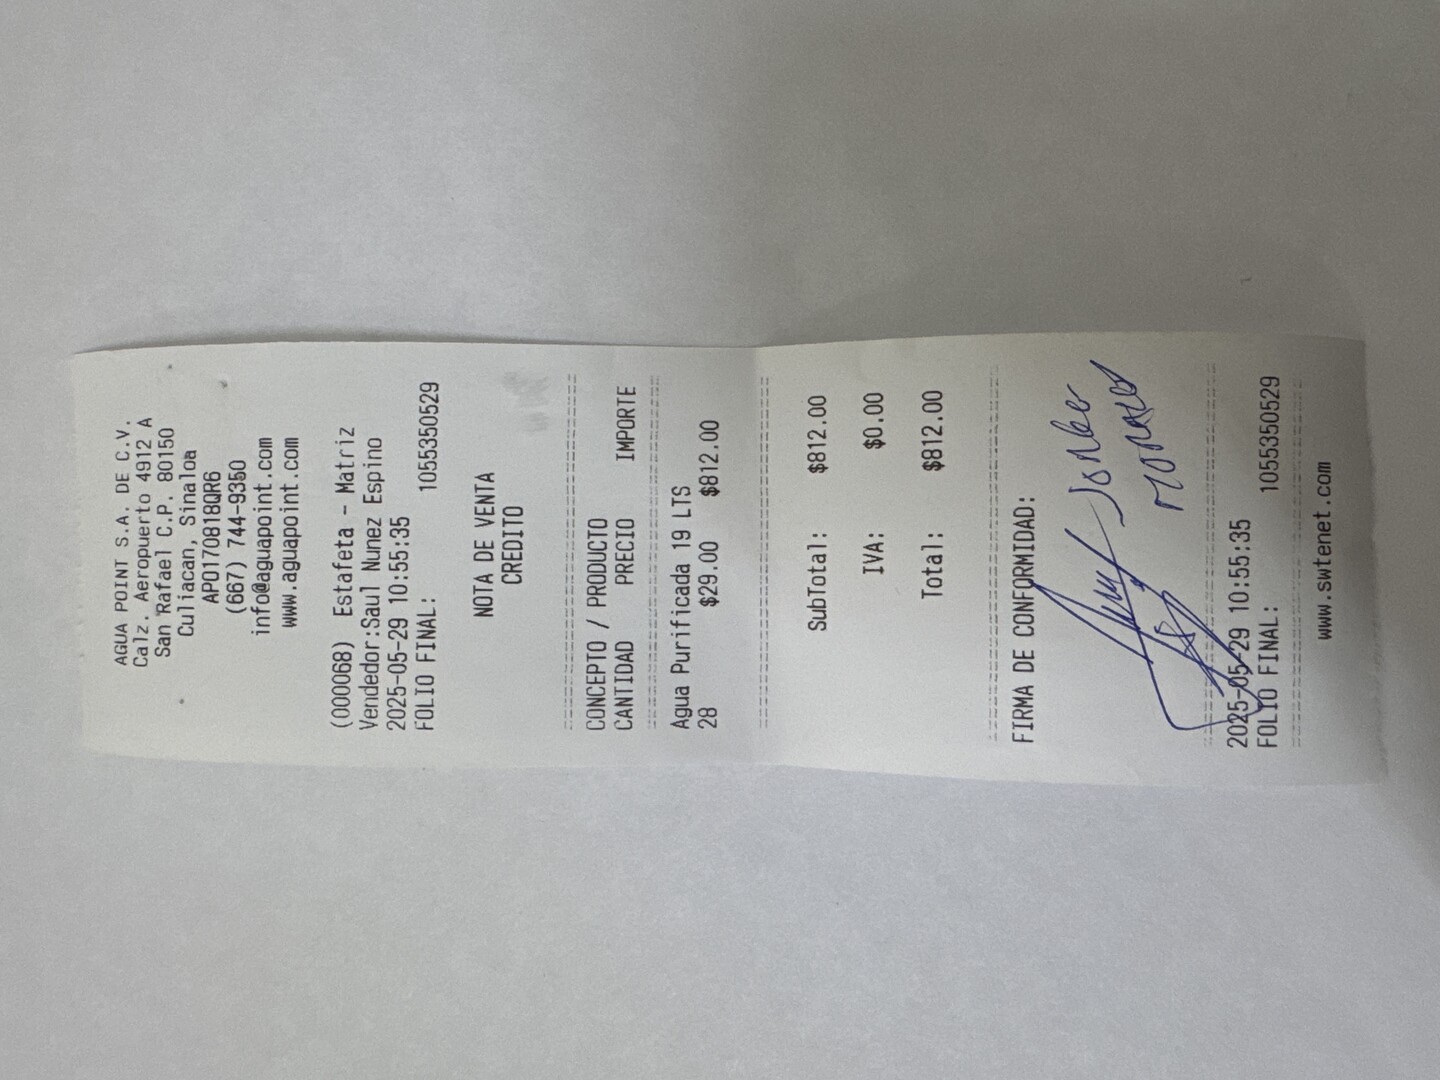 AGUA POINT S.A. DE C.V.
Calz. Aeropuerto 4912 A
San Rafael C.P. 80150
Culiacan, Sinaloa
APO170818QR6
(667) 744-9350
info@aguapoint.com
www.aguapoint.com
(000068) Estafeta - Matriz
Vendedor:Saul Nunez Espino
2025-05-29 10:55:35
FOLIO FINAL: 1055350529
NOTA DE VENTA
CREDITO
CONCEPTO / PRODUCTO
CANTIDAD PRECIO IMPORTE
Agua Purificada 19 LTS
28 $29.00 $812.00
SubTotal: $812.00
IVA: $0.00
Total: $812.00
FIRMA DE CONFORMIDAD:
2025-05-29 10:55:35
FOLIO FINAL: 1055350529
www.swtenet.com